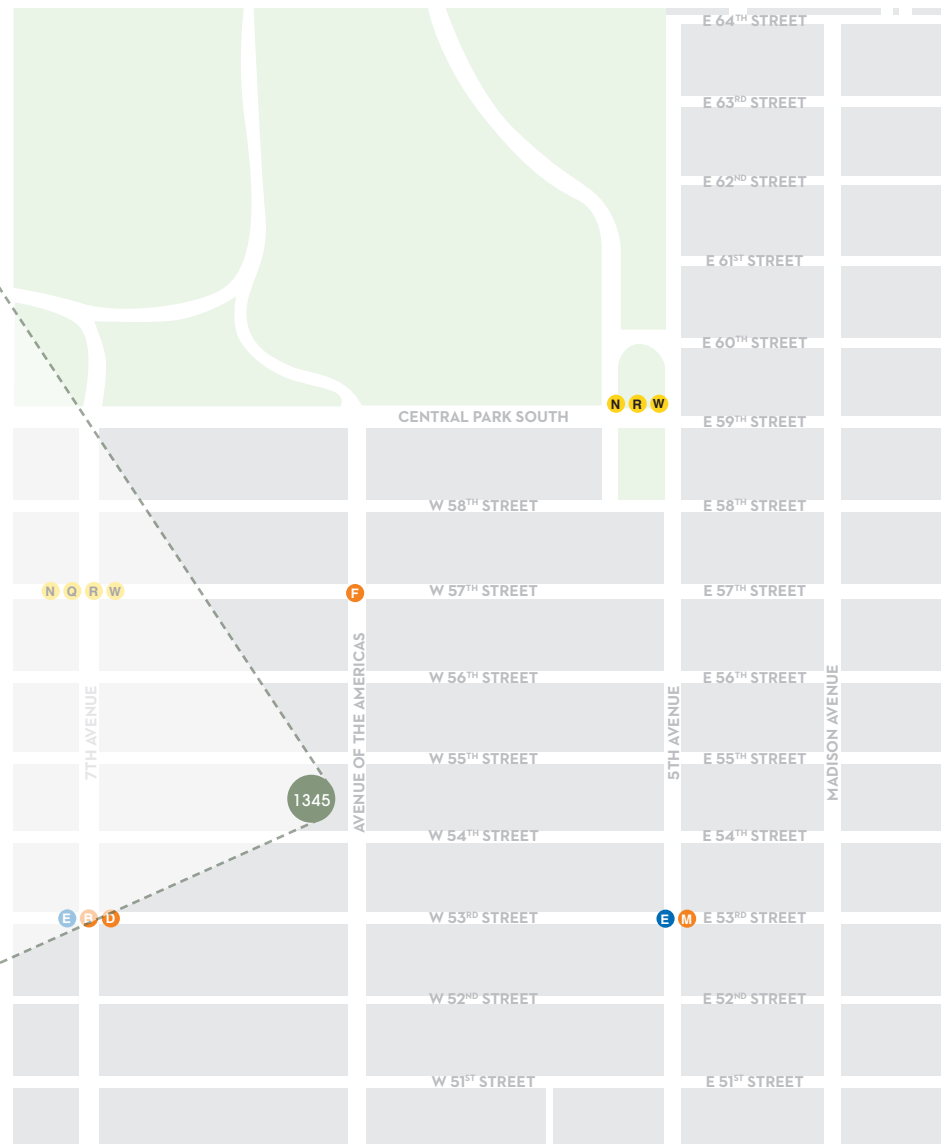 E 64TH STREET
E 63RD STREET
E 62ND STREET
E 61ST STREET
E 60TH STREET
N R W
CENTRAL PARK SOUTH
E 59TH STREET
W 58TH STREET
E 58TH STREET
N Q R W
F
W 57TH STREET
E 57TH STREET
W 56TH STREET
E 56TH STREET
7TH AVENUE
AVENUE OF THE AMERICAS
5TH AVENUE
MADISON AVENUE
W 55TH STREET
E 55TH STREET
1345
W 54TH STREET
E 54TH STREET
E B D
W 53RD STREET
E M
E 53RD STREET
W 52ND STREET
E 52ND STREET
W 51ST STREET
E 51ST STREET